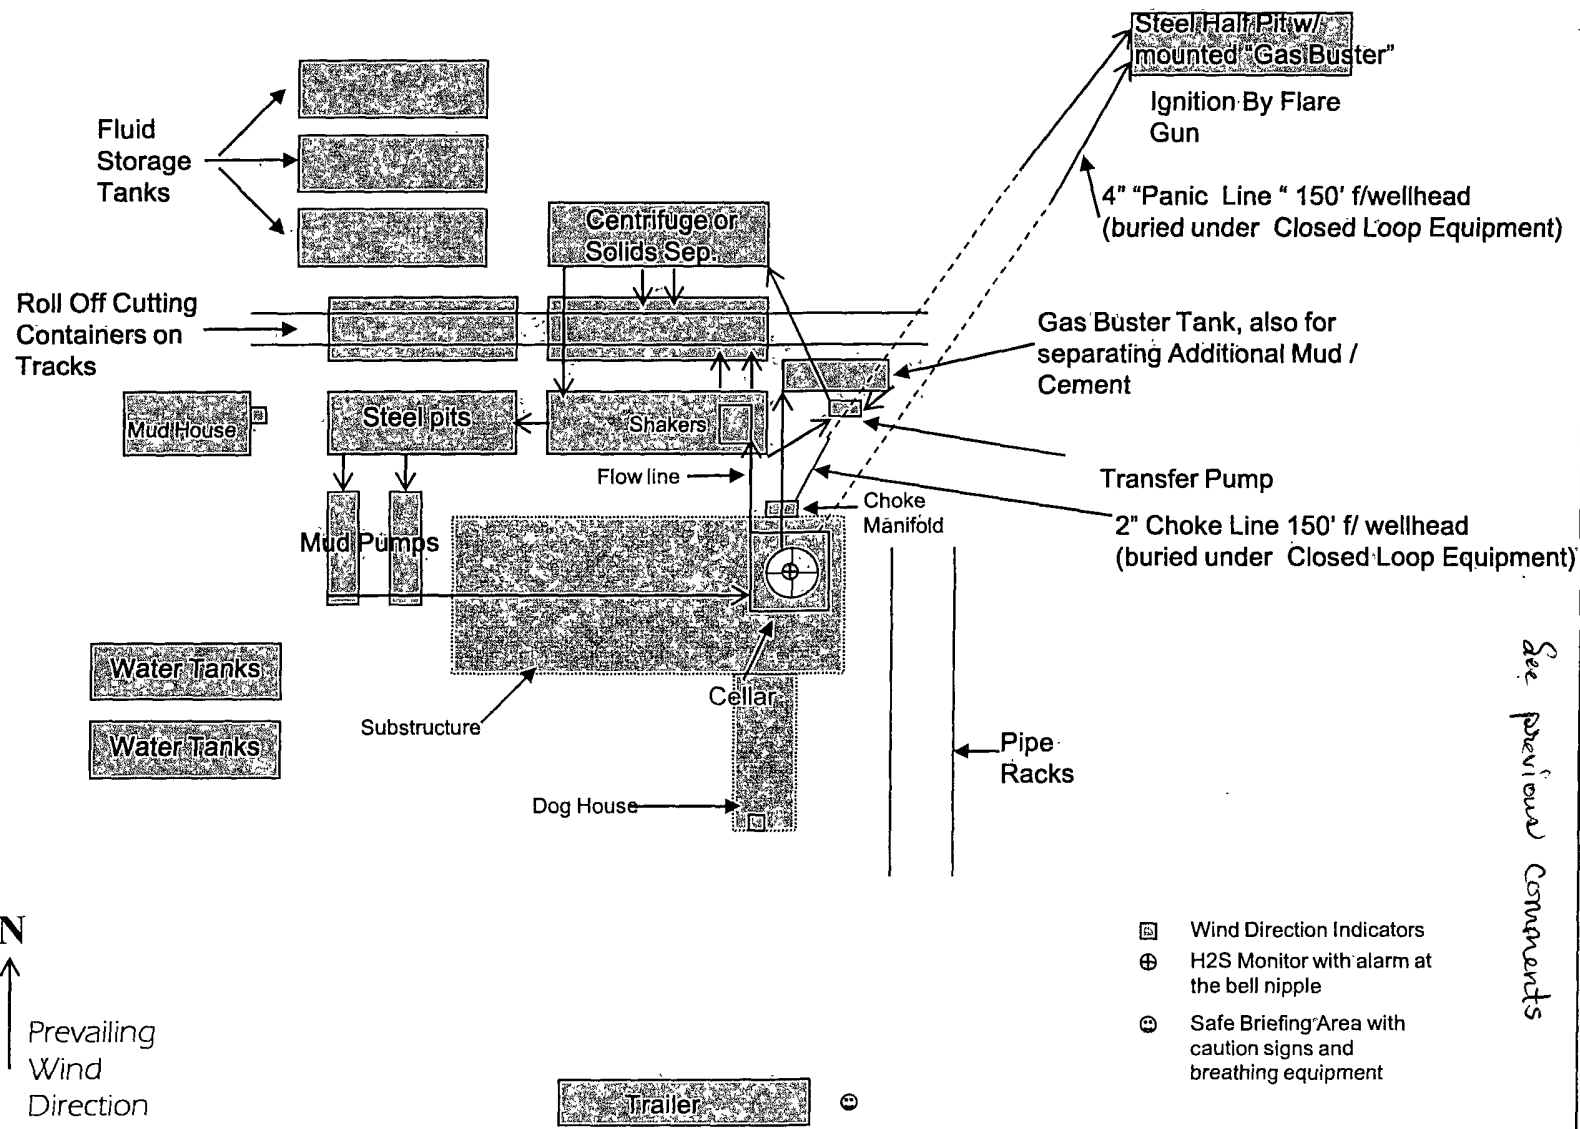 Steel Half Pit w/
mounted "Gas Buster"
Ignition By Flare
Gun
Fluid
Storage
Tanks
4" "Panic Line " 150' f/wellhead
(buried under Closed Loop Equipment)
Centrifuge or
Solids Sep.
Roll Off Cutting
Containers on
Tracks
Gas Buster Tank, also for
separating Additional Mud /
Cement
Mud House
Steel pits
Shakers
Flow line
Transfer Pump
Choke
Manifold
2" Choke Line 150' f/ wellhead
(buried under Closed Loop Equipment)
Mud Pumps
Water Tanks
Cellar
Substructure
Water Tanks
Pipe
Racks
Dog House
See previous Comments
N
Prevailing
Wind
Direction
Wind Direction Indicators
H2S Monitor with alarm at
the bell nipple
Safe Briefing Area with
caution signs and
breathing equipment
Trailer